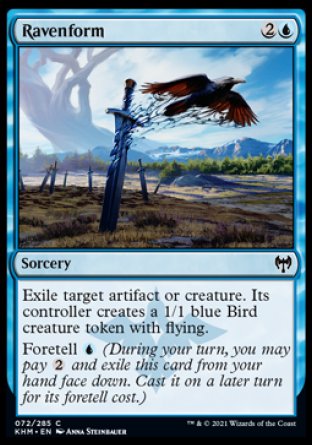 Ravenform 2
Sorcery
Exile target artifact or creature. Its
controller creates a 1/1 blue Bird
creature token with flying.
Foretell (During your turn, you may
pay 2 and exile this card from your
hand face down. Cast it on a later turn
for its foretell cost.)
072/285 C
KHM • EN Anna Steinbauer
™ & © 2021 Wizards of the Coast